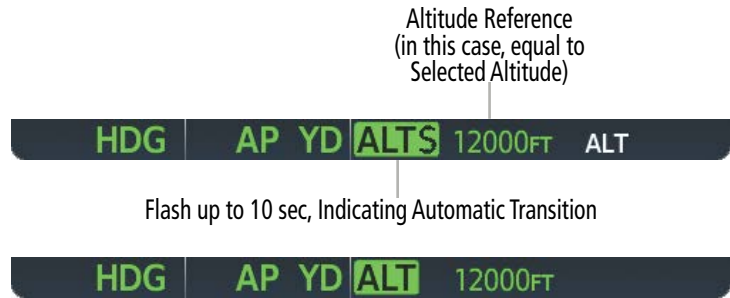 Altitude Reference
(in this case, equal to
Selected Altitude)
HDG AP YD ALTS 12000FT ALT
Flash up to 10 sec, Indicating Automatic Transition
HDG AP YD ALT 12000FT